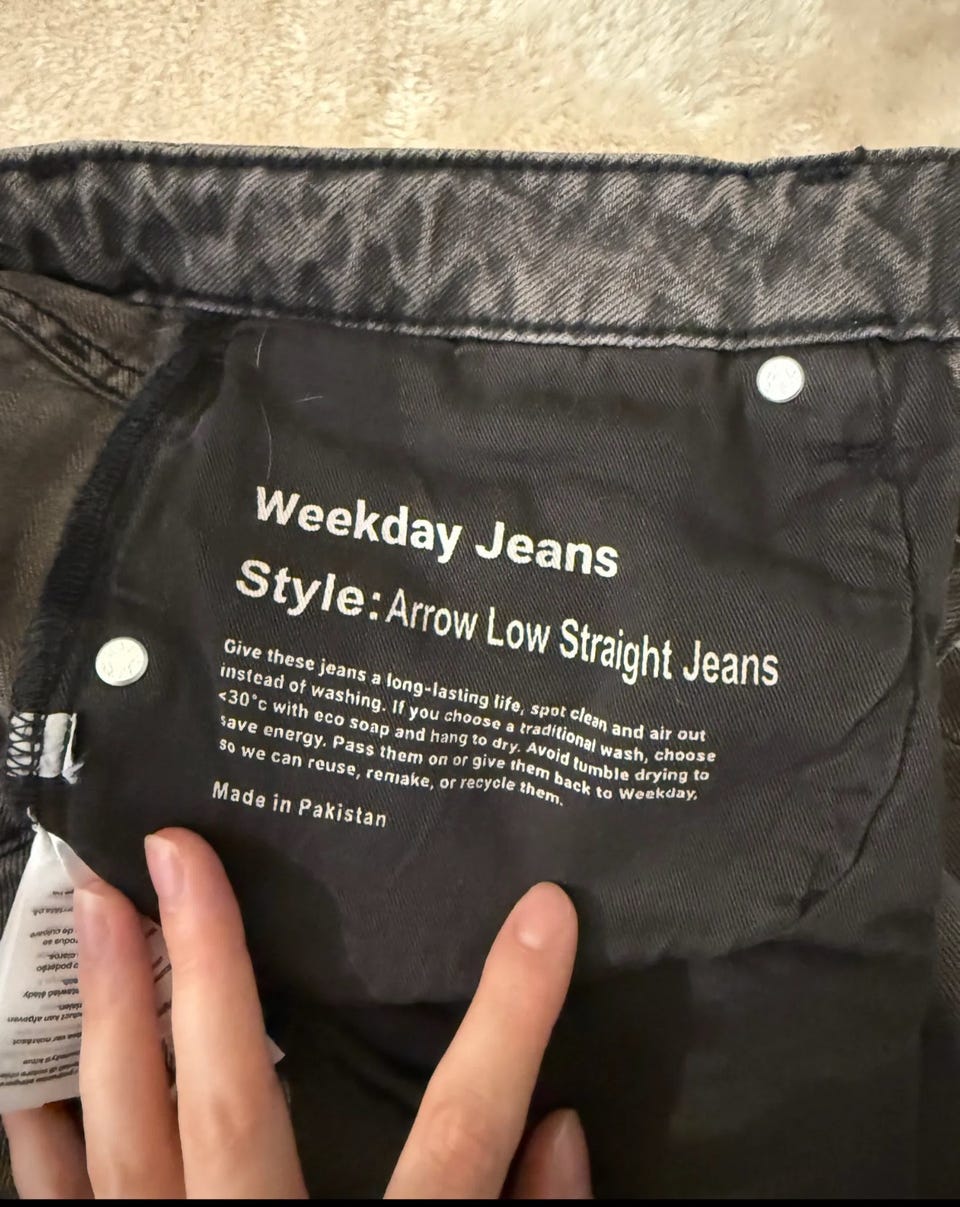 Weekday Jeans
Style: Arrow Low Straight Jeans
Give these jeans a long-lasting life, spot clean and air out
instead of washing. If you choose a traditional wash, choose
<30°c with eco soap and hang to dry. Avoid tumble drying to
save energy. Pass them on or give them back to Weekday,
so we can reuse, remake, or recycle them.
Made in Pakistan